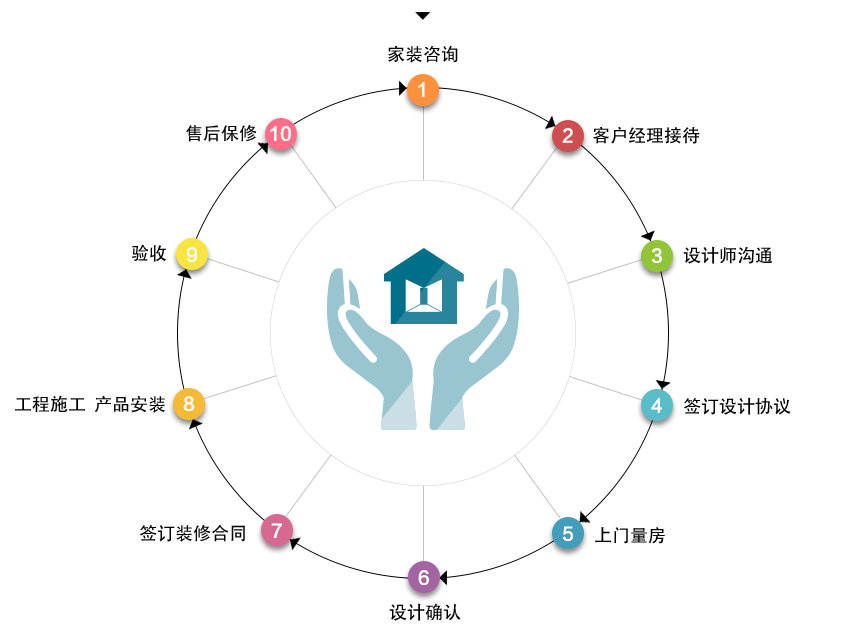 家装咨询
1
2 客户经理接待
3 设计师沟通
4 签订设计协议
5 上门量房
6
设计确认
签订装修合同 7
工程施工 产品安装 8
验收 9
售后保修 10